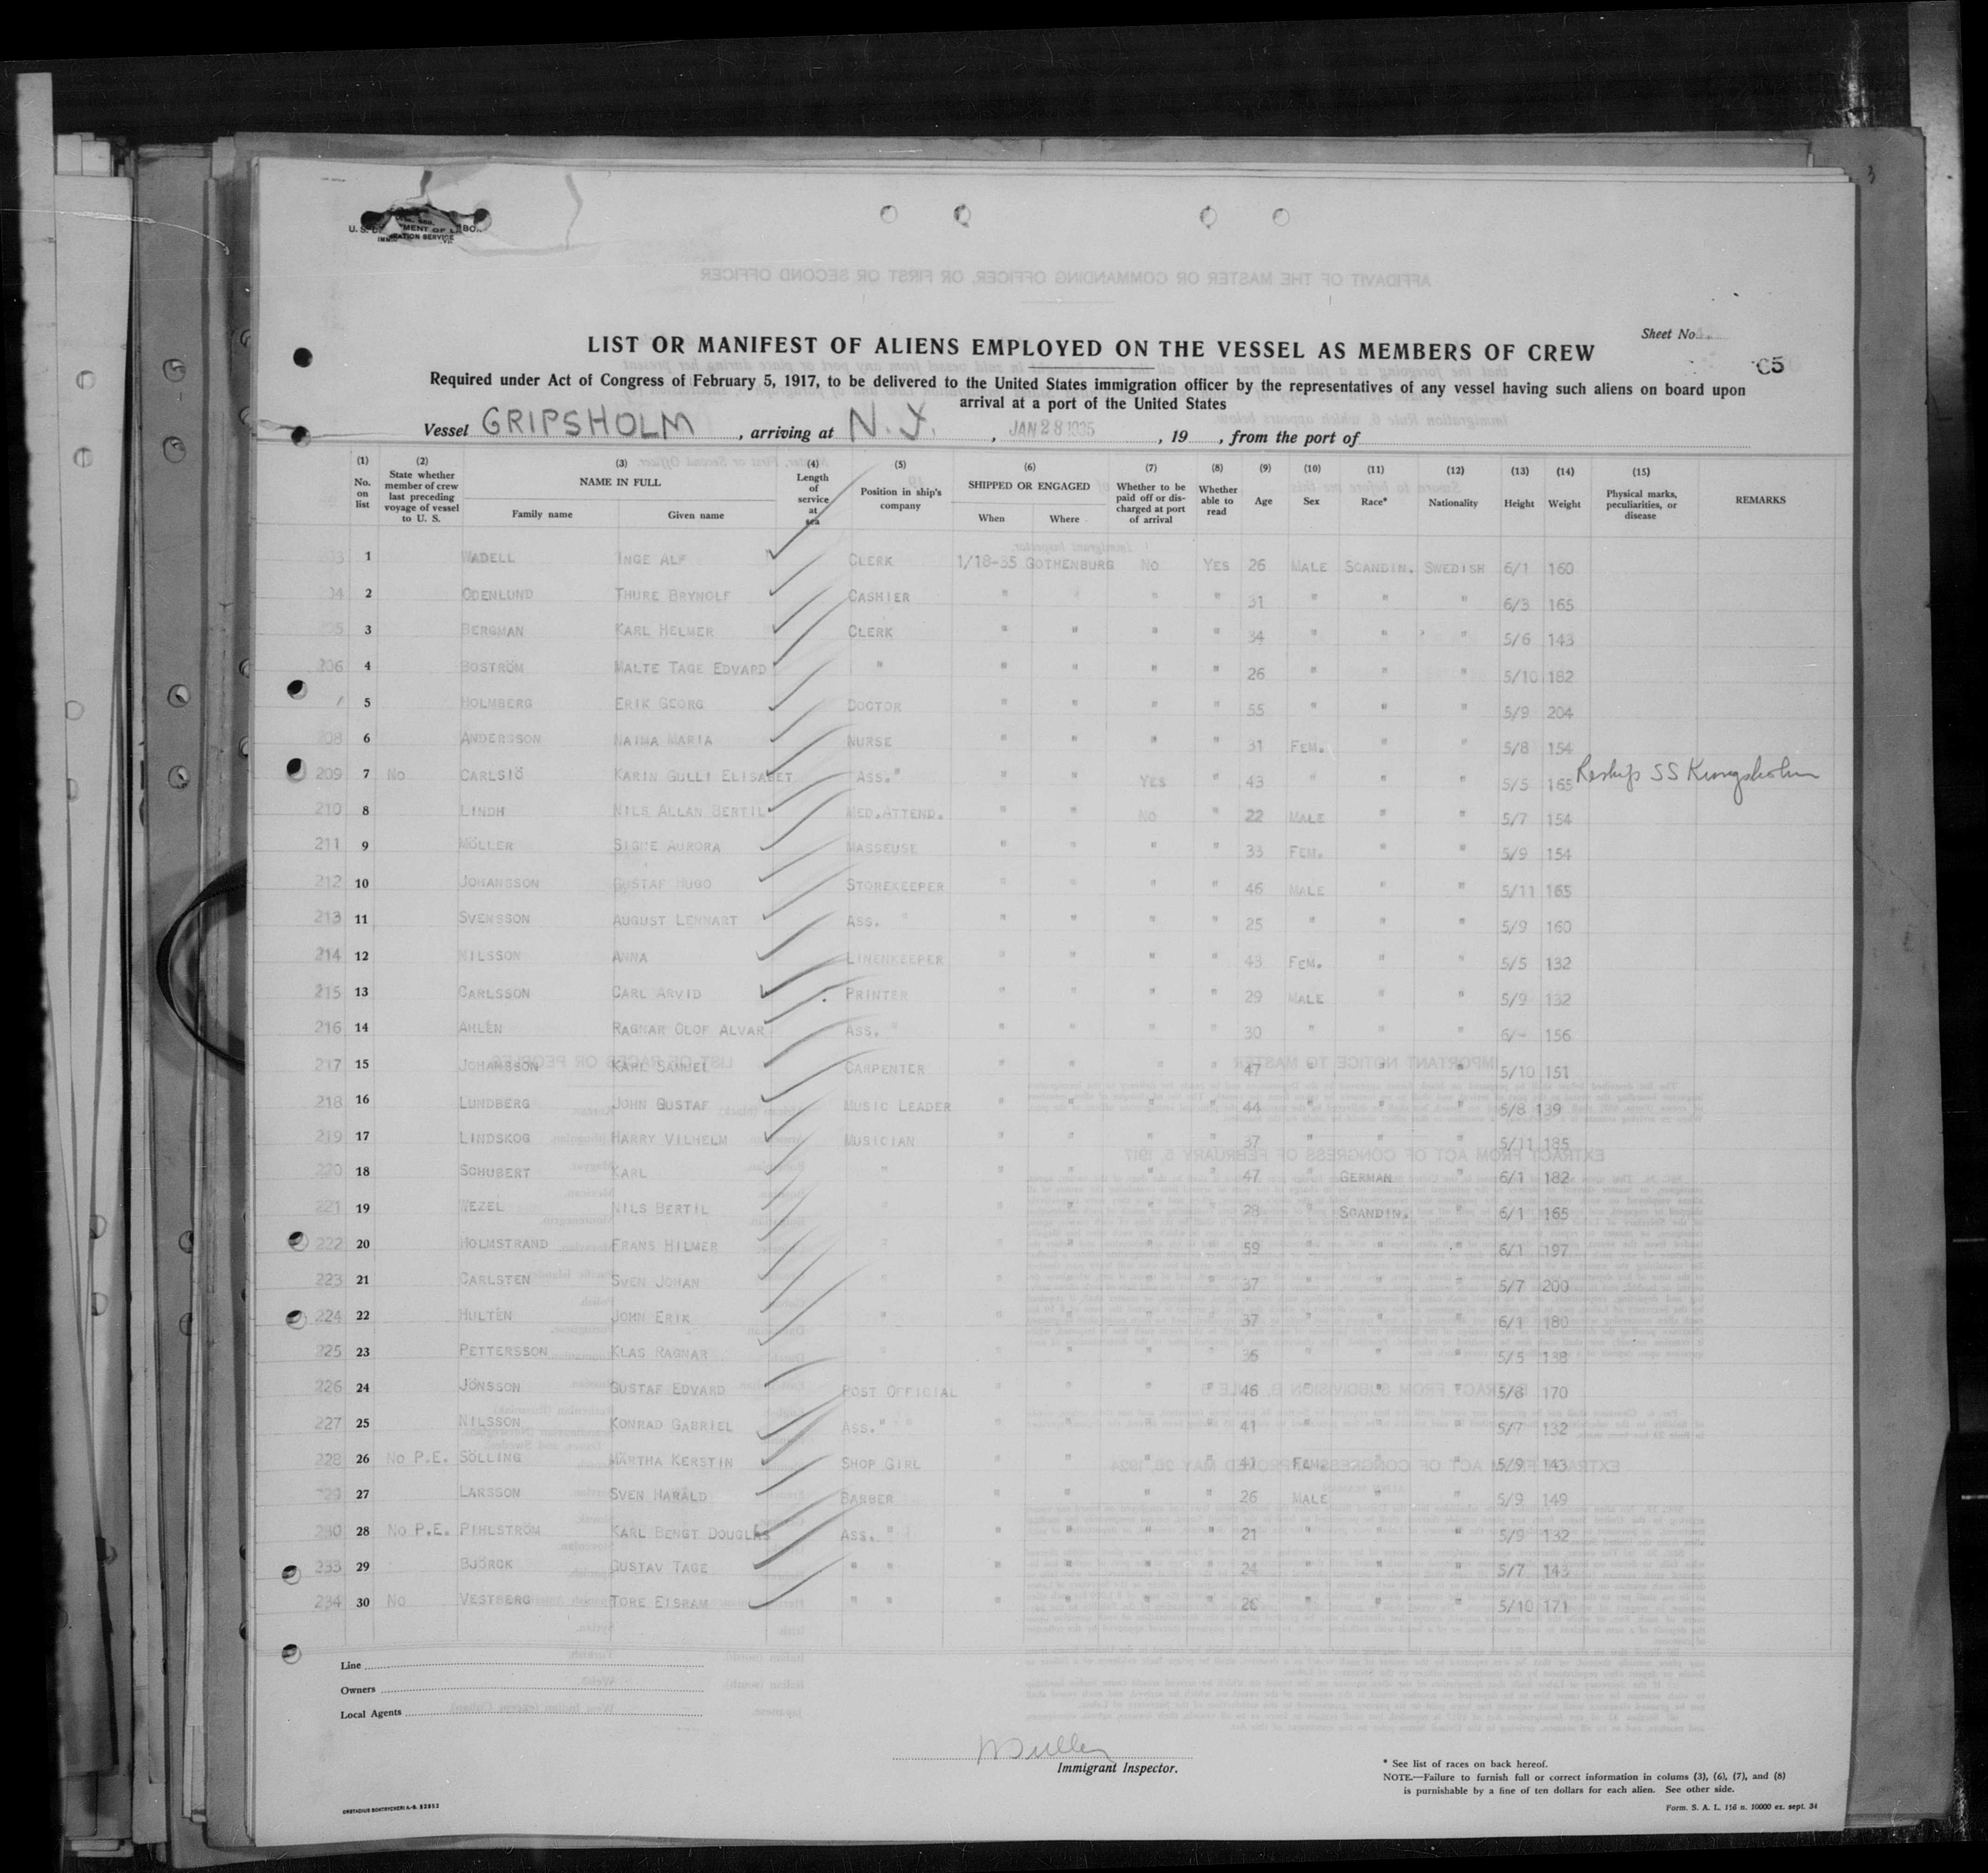 LIST OR MANIFEST OF ALIENS EMPLOYED ON THE VESSEL AS MEMBERS OF CREW
Sheet No.
C5
Required under Act of Congress of February 5, 1917, to be delivered to the United States immigration officer by the representatives of any vessel having such aliens on board upon
arrival at a port of the United States
Vessel GRIPSHOLM, arriving at N.Y., JAN 28 1935, 19 , from the port of
(1) No. on list (2) State whether member of crew last preceding voyage of vessel to U. S. (3) NAME IN FULL Family name Given name (4) Length of service at sea (5) Position in ship's company (6) SHIPPED OR ENGAGED When Where (7) Whether to be paid off or discharged at port of arrival (8) Whether able to read (9) Age (10) Sex (11) Race* (12) Nationality (13) Height (14) Weight (15) Physical marks, peculiarities, or disease REMARKS
1 WADELL INGE ALF CLERK 1/18-35 GOTHENBURG NO YES 26 MALE SCANDIN. SWEDISH 6/1 160
2 ODENLUND THURE BRYNOLF CASHIER " " " " 31 " " " 6/3 165
3 BERGMAN KARL HELMER CLERK " " " " 34 " " " 5/6 143
206 4 BOSTRÖM MALTE TAGE EDVARD " " " " " 26 " " " 5/10 182
5 HOLMBERG ERIK GEORG DOCTOR " " " " 55 " " " 5/9 204
208 6 ANDERSSON NAIMA MARIA NURSE " " " " 31 FEM. " " 5/8 154
209 7 No CARLSIÖ KARIN GULLI ELISABET ASS. " " " YES " 43 " " " 5/5 165 Reship SS Kungsholm
210 8 LINDH NILS ALLAN BERTIL MED.ATTEND. " " NO " 22 MALE " " 5/7 154
211 9 MÖLLER SIGNE AURORA MASSEUSE " " " " 33 FEM. " " 5/9 154
212 10 JOHANSSON GUSTAF HUGO STOREKEEPER " " " " 46 MALE " " 5/11 165
213 11 SVENSSON AUGUST LENNART ASS. " " " " " 25 " " " 5/9 160
214 12 NILSSON ANNA LINENKEEPER " " " " 43 FEM. " " 5/5 132
215 13 CARLSSON CARL ARVID PRINTER " " " " 29 MALE " " 5/9 132
216 14 AHLÉN RAGNAR OLOF ALVAR ASS. " " " " " 30 " " " 6/- 156
217 15 JOHANSSON KARL SAMUEL CARPENTER " " " " 47 " " " 5/10 151
218 16 LUNDBERG JOHN GUSTAF MUSIC LEADER " " " " 44 " " " 5/8 139
219 17 LINDSKOG HARRY VILHELM MUSICIAN " " " " 37 " " " 5/11 185
220 18 SCHUBERT KARL " " " " " 47 " GERMAN " 6/1 182
221 19 WEZEL NILS BERTIL " " " " " 28 " SCANDIN. " 6/1 165
222 20 HOLMSTRAND FRANS HILMER " " " " " 59 " " " 6/1 197
223 21 CARLSTEN SVEN JOHAN " " " " " 37 " " " 5/7 200
224 22 HULTÉN JOHN ERIK " " " " " 37 " " " 6/1 180
225 23 PETTERSSON KLAS RAGNAR " " " " " 36 " " " 5/5 138
226 24 JÖNSSON GUSTAF EDVARD POST OFFICIAL " " " " 46 " " " 5/8 170
227 25 NILSSON KONRAD GABRIEL ASS. " " " " " " 41 " " " 5/7 132
228 26 No P.E. SÖLLING MÄRTHA KERSTIN SHOP GIRL " " " " 41 FEM. " " 5/9 143
229 27 LARSSON SVEN HARALD BARBER " " " " 26 MALE " " 5/9 149
230 28 No P.E. PIHLSTRÖM KARL BENGT DOUGLAS ASS. " " " " " 21 " " " 5/9 132
233 29 BJÖRCK GUSTAV TAGE " " " " " " 24 " " " 5/7 143
234 30 No VESTBERG TORE EISRAM " " " " " " 26 " " " 5/10 171
Line
Owners
Local Agents
Immigrant Inspector.
* See list of races on back hereof.
NOTE.—Failure to furnish full or correct information in colums (3), (6), (7), and (8)
is purnishable by a fine of ten dollars for each alien. See other side.
Form. S. A. L. 116 n. 10000 ex. sept. 34